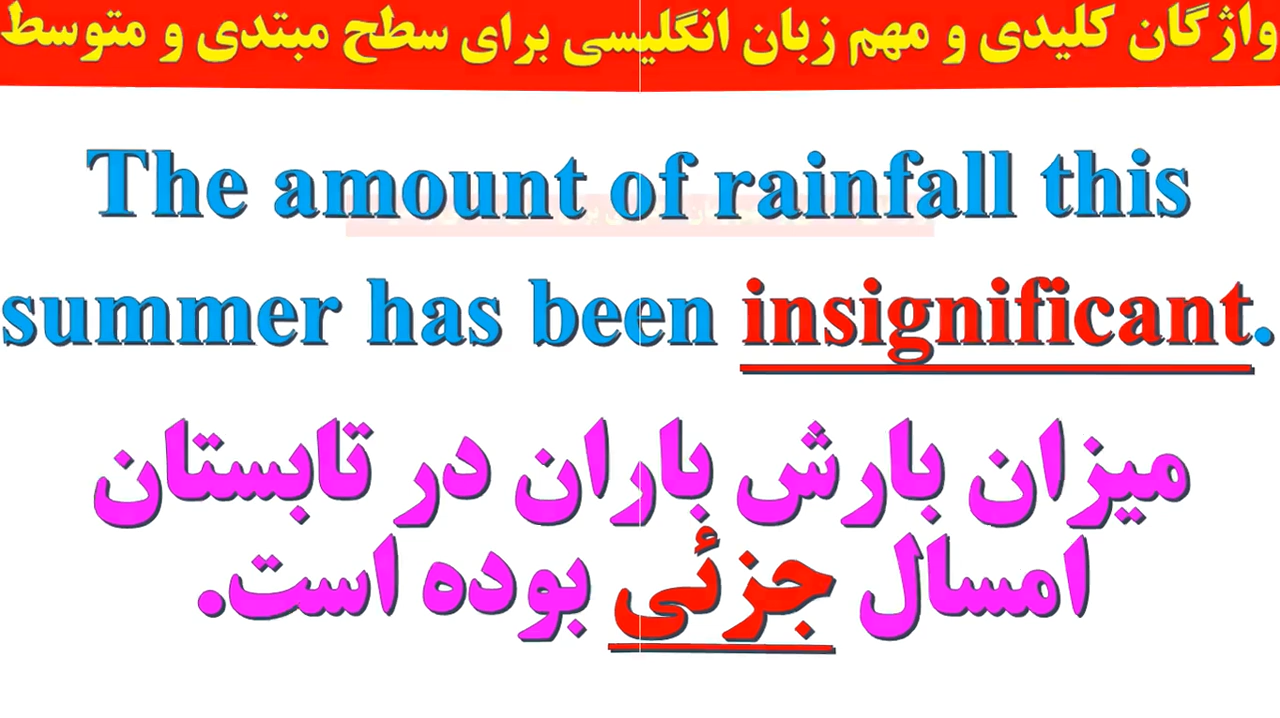 واژگان کلیدی و مهم زبان انگلیسی برای سطح مبتدی و متوسط
The amount of rainfall this
summer has been insignificant.
میزان بارش باران در تابستان
امسال جزئی بوده است.